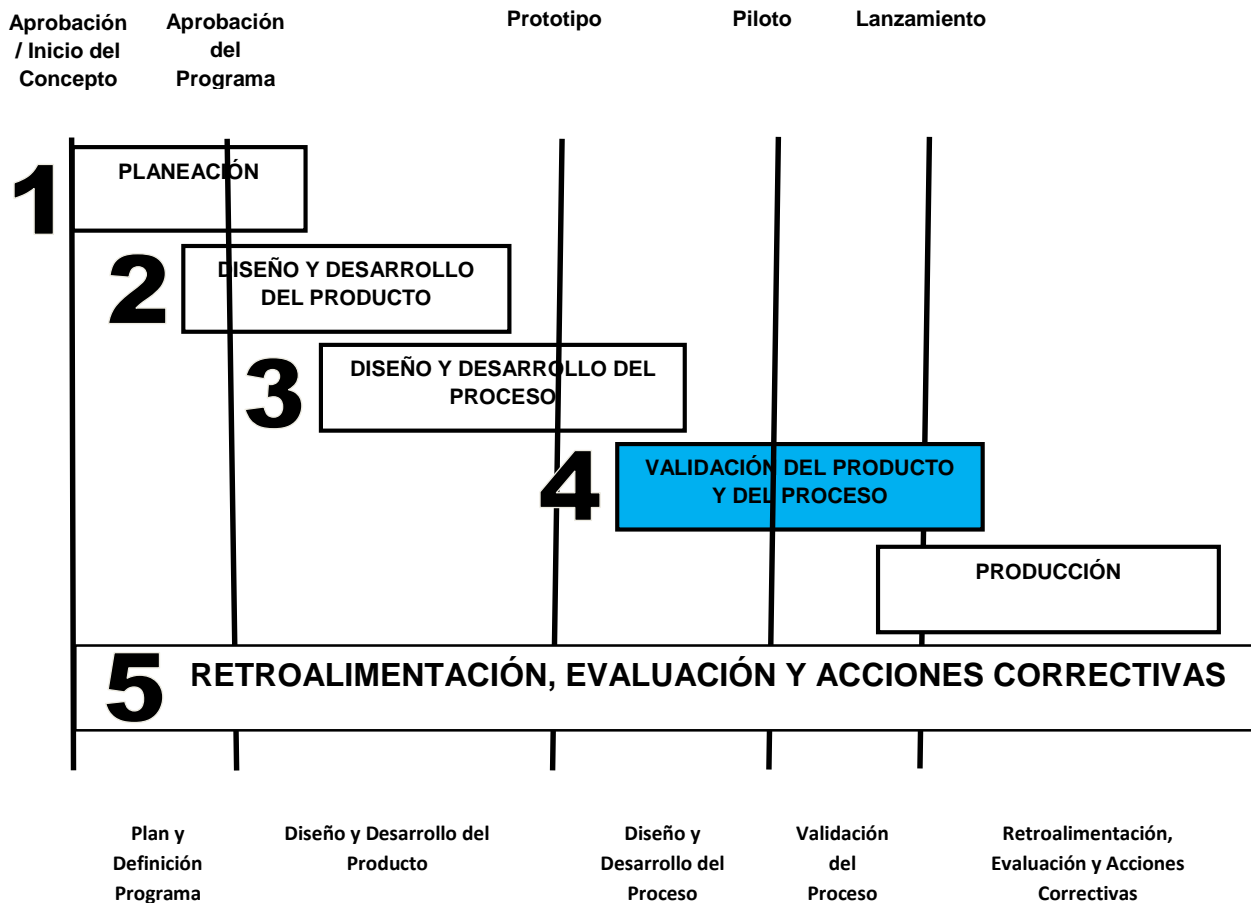 Aprobación
/ Inicio del
Concepto
Aprobación
del
Programa
Prototipo
Piloto
Lanzamiento
1
PLANEACIÓN
2
DISEÑO Y DESARROLLO
DEL PRODUCTO
3
DISEÑO Y DESARROLLO DEL
PROCESO
4
VALIDACIÓN DEL PRODUCTO
Y DEL PROCESO
PRODUCCIÓN
5
RETROALIMENTACIÓN, EVALUACIÓN Y ACCIONES CORRECTIVAS
Plan y
Definición
Programa
Diseño y Desarrollo del
Producto
Diseño y
Desarrollo del
Proceso
Validación
del
Proceso
Retroalimentación,
Evaluación y Acciones
Correctivas